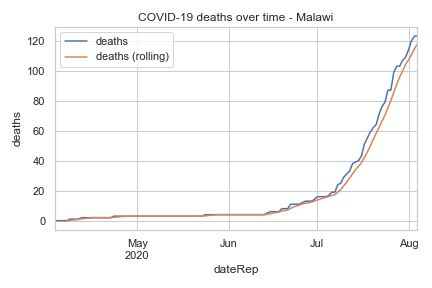 COVID-19 deaths over time - Malawi
deaths
deaths (rolling)
120
100
80
60
40
20
0
deaths
May
2020
Jun
Jul
Aug
dateRep